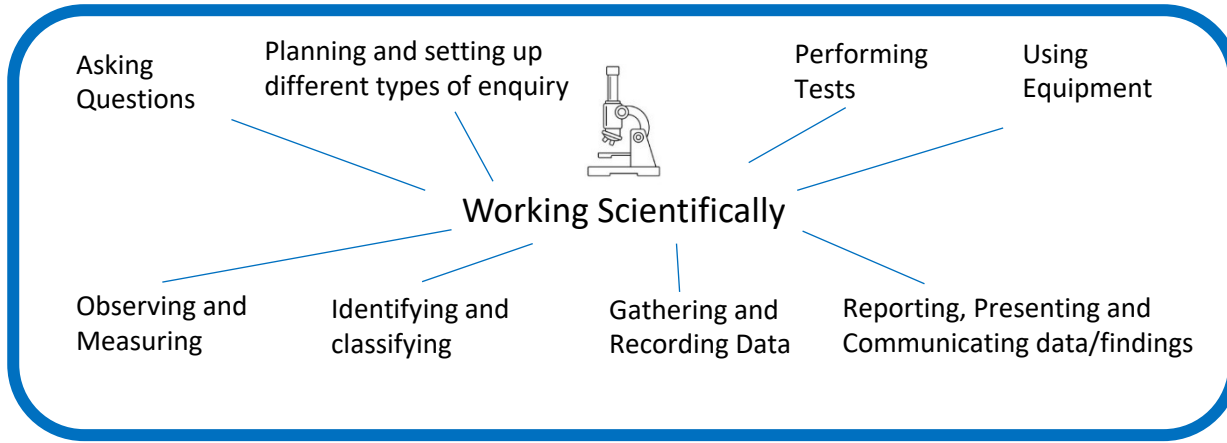 Asking
Questions
Planning and setting up
different types of enquiry
Performing
Tests
Using
Equipment
Working Scientifically
Observing and
Measuring
Identifying and
classifying
Gathering and
Recording Data
Reporting, Presenting and
Communicating data/findings